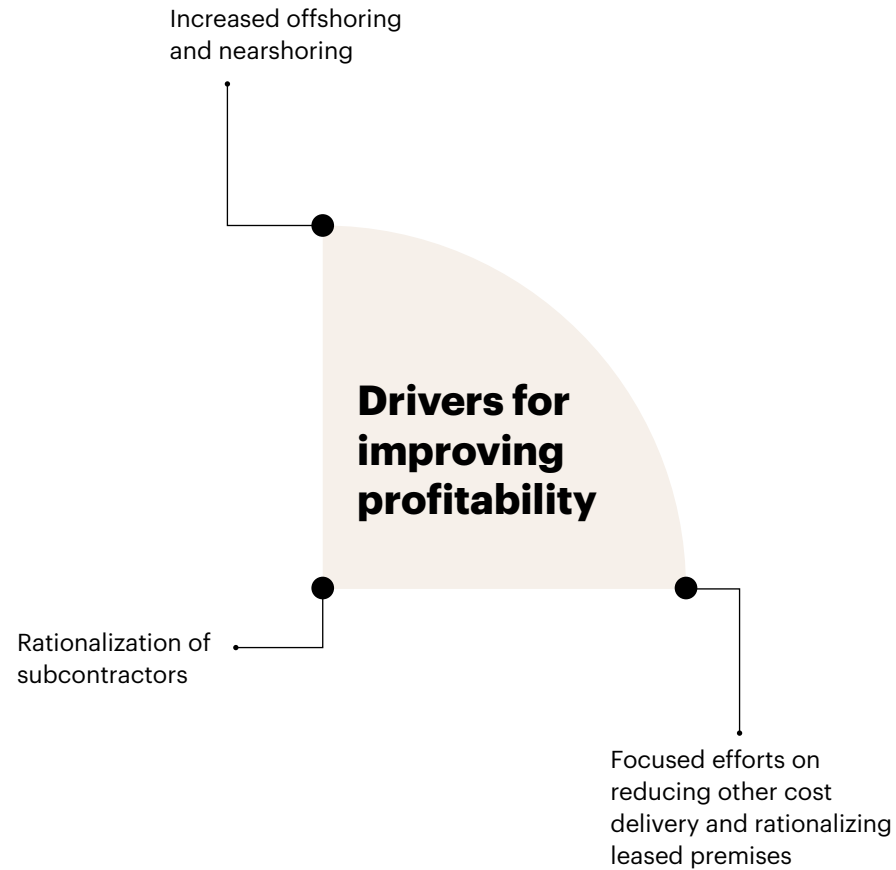 Increased offshoring
and nearshoring
Drivers for
improving
profitability
Rationalization of
subcontractors
Focused efforts on
reducing other cost
delivery and rationalizing
leased premises